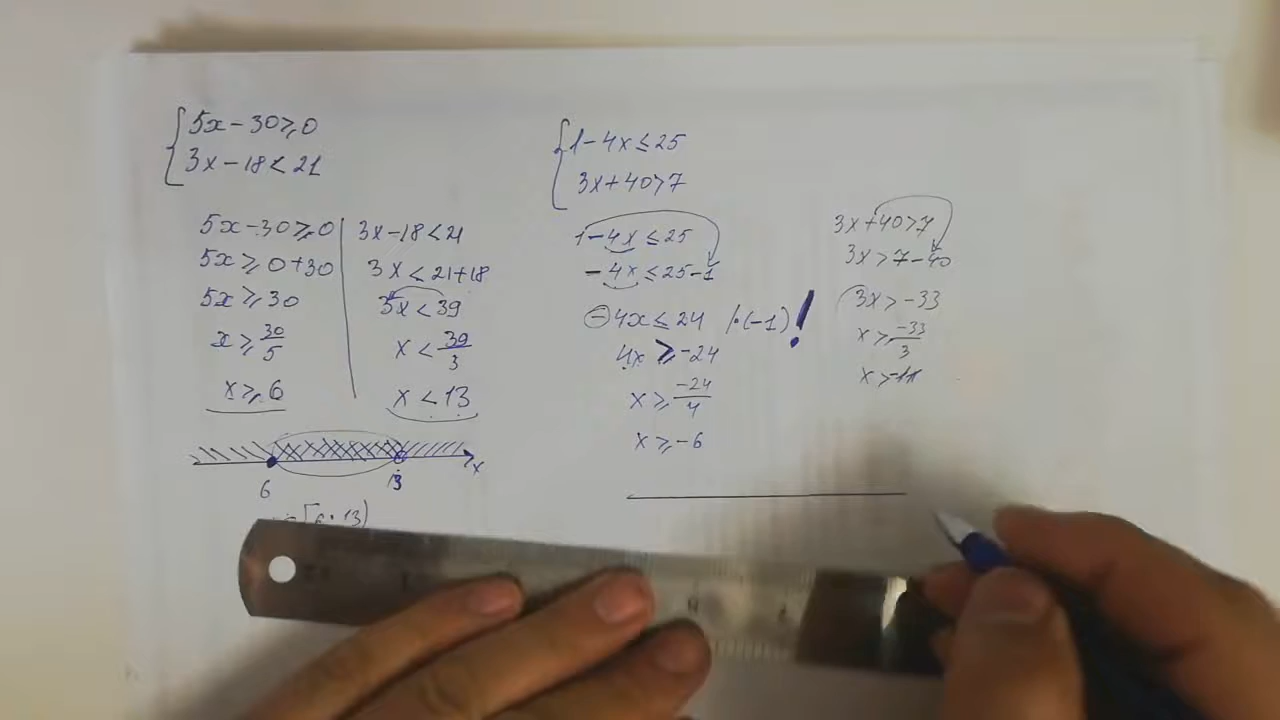 5x-30≥0
3x-18<21
5x-30≥0
5x≥0+30
5x≥30
x≥30/5
x≥6
3x-18<21
3x<21+18
3x<39
x<39/3
x<13
6
13
x
1-4x≤25
3x+40>7
1-4x≤25
-4x≤25-1
-4x≤24 /·(-1)!
4x≥-24
x≥-24/4
x≥-6
3x+40>7
3x>7-40
3x>-33
x>-33/3